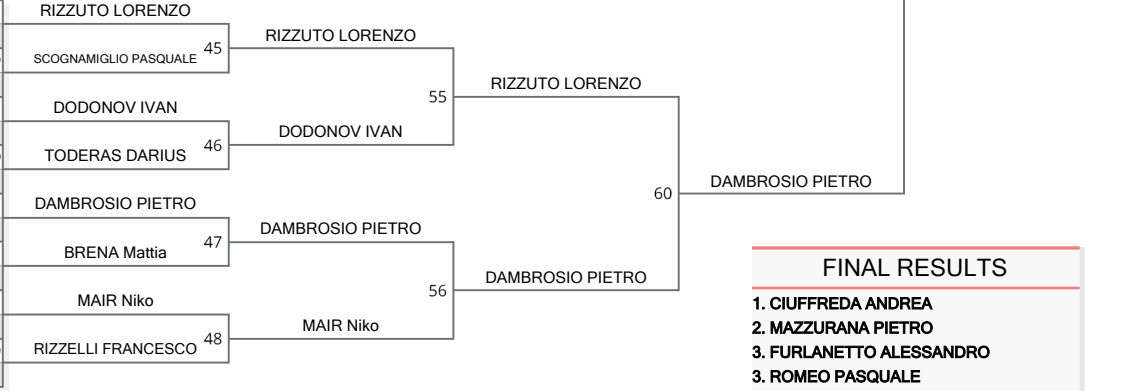 RIZZUTO LORENZO
SCOGNAMIGLIO PASQUALE
45
RIZZUTO LORENZO
DODONOV IVAN
TODERAS DARIUS
46
DODONOV IVAN
55
RIZZUTO LORENZO
DAMBROSIO PIETRO
BRENA Mattia
47
DAMBROSIO PIETRO
MAIR Niko
RIZZELLI FRANCESCO
48
MAIR Niko
56
DAMBROSIO PIETRO
60
DAMBROSIO PIETRO
FINAL RESULTS
1. CIUFFREDA ANDREA
2. MAZZURANA PIETRO
3. FURLANETTO ALESSANDRO
3. ROMEO PASQUALE